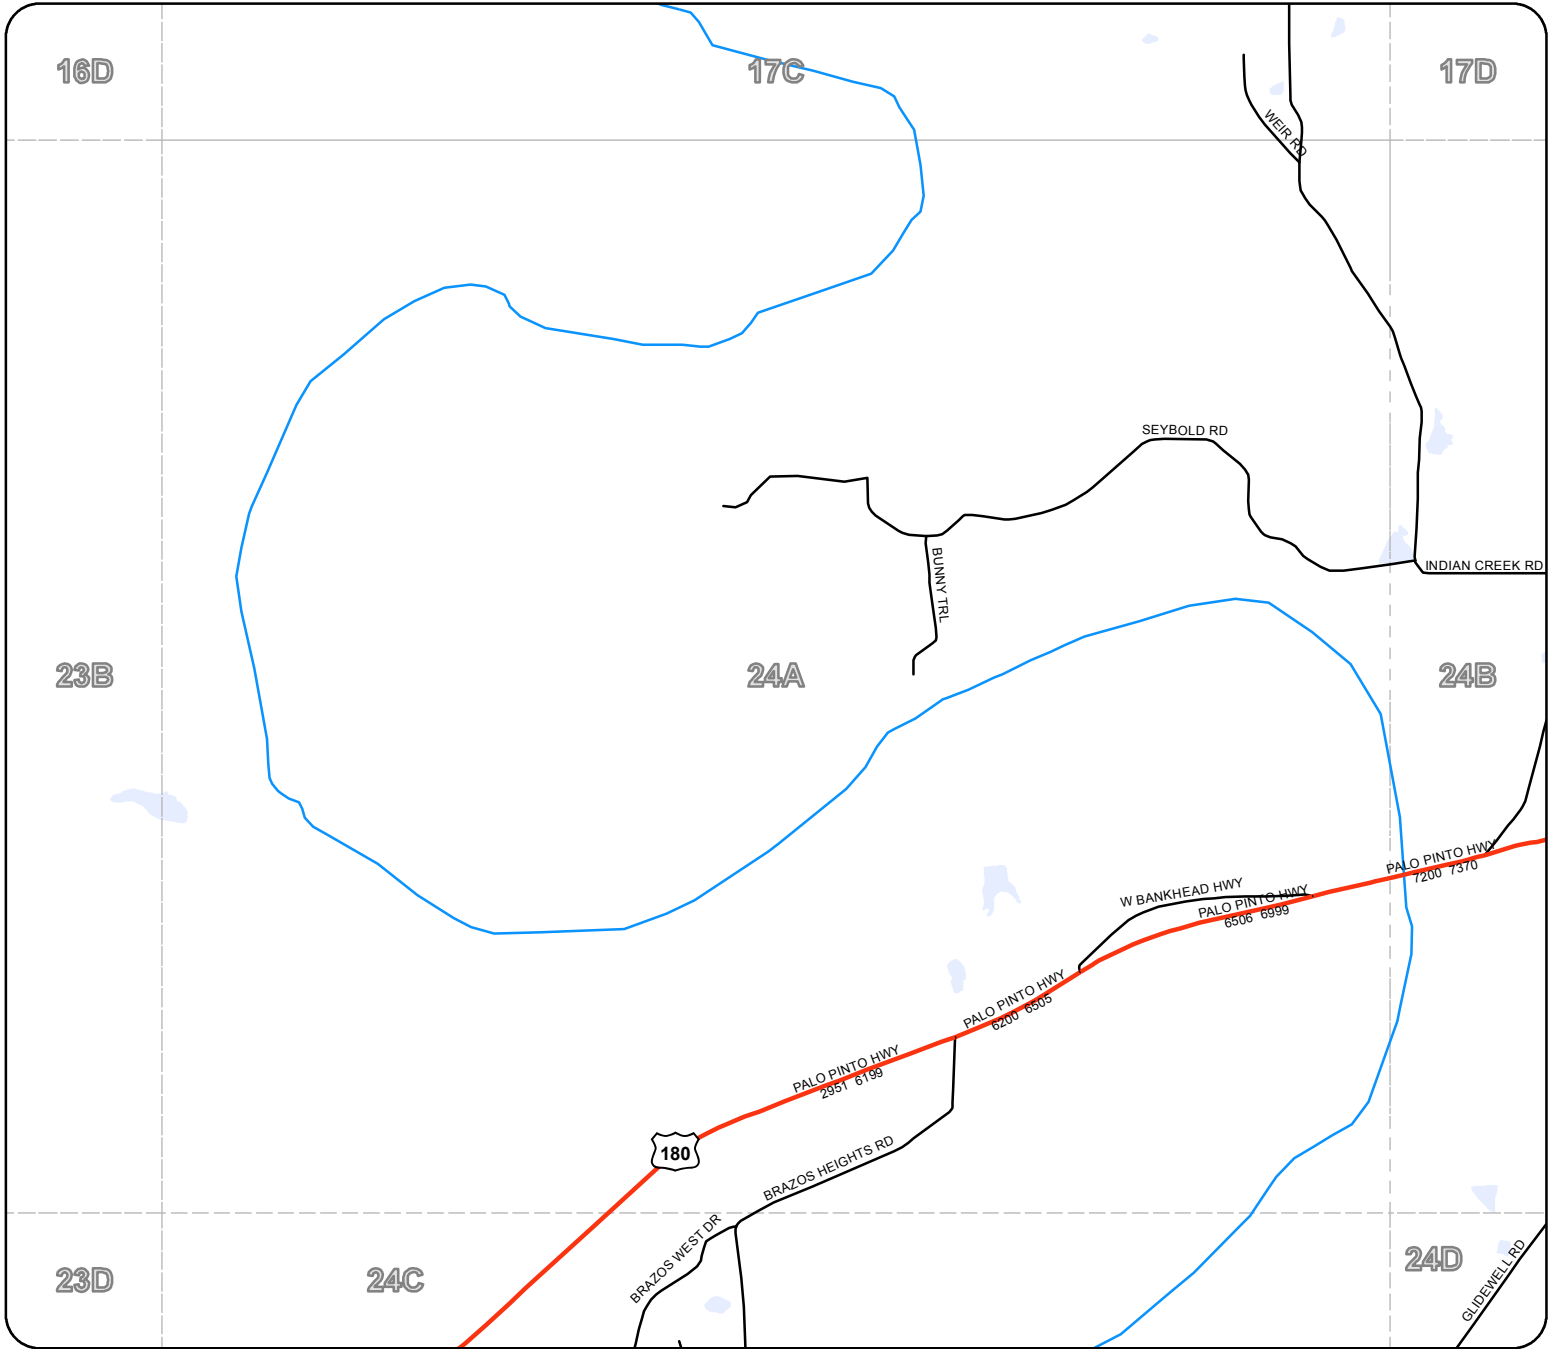 16D
17C
17D
WEIR RD
SEYBOLD RD
BUNNY TRL
INDIAN CREEK RD
23B
24A
24B
PALO PINTO HWY
7200 7370
W BANKHEAD HWY
PALO PINTO HWY
6506 6999
PALO PINTO HWY
6200 6505
PALO PINTO HWY
2951 6199
180
BRAZOS HEIGHTS RD
BRAZOS WEST DR
GLIDEWELL RD
23D
24C
24D